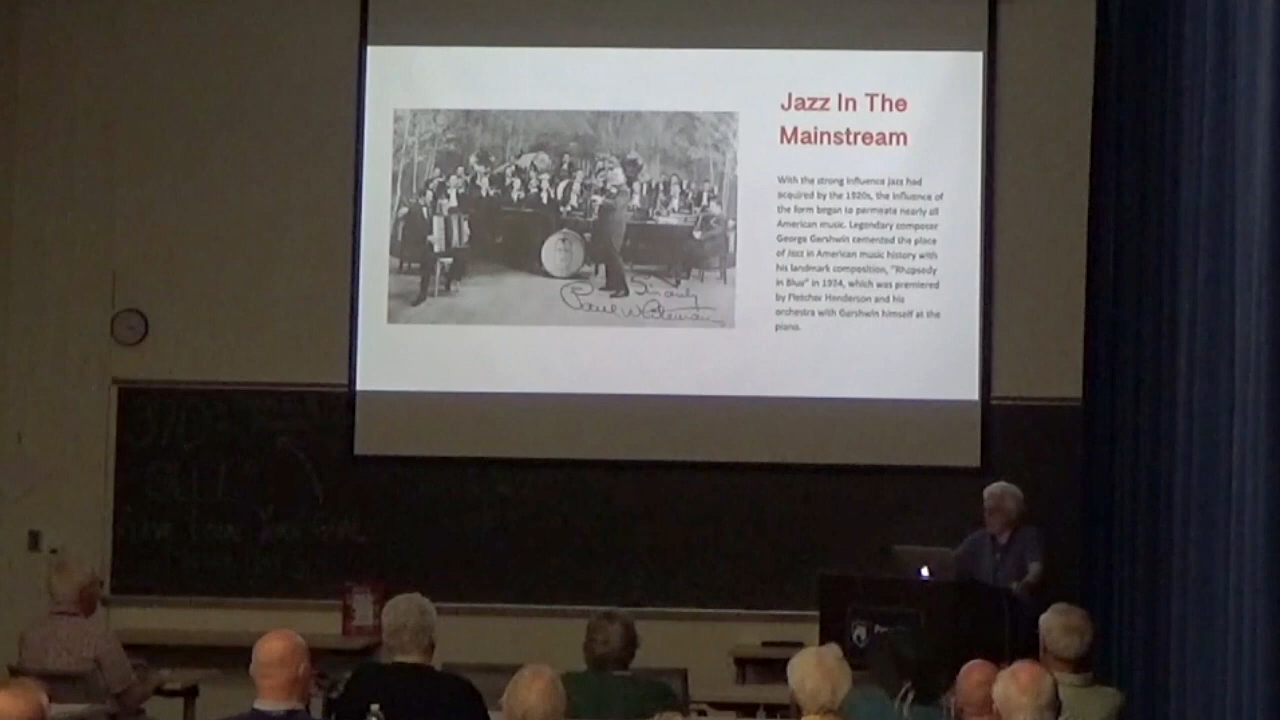 Jazz In The
Mainstream
With the strong influence jazz had
acquired by the 1920s, the influence of
the form began to permeate nearly all
American music. Legendary composer
George Gershwin cemented the place
of Jazz in American music history with
his landmark composition, "Rhapsody
in Blue" in 1924, which was premiered
by Fletcher Henderson and his
orchestra with Gershwin himself at the
piano.
Sincerely
Paul Whiteman